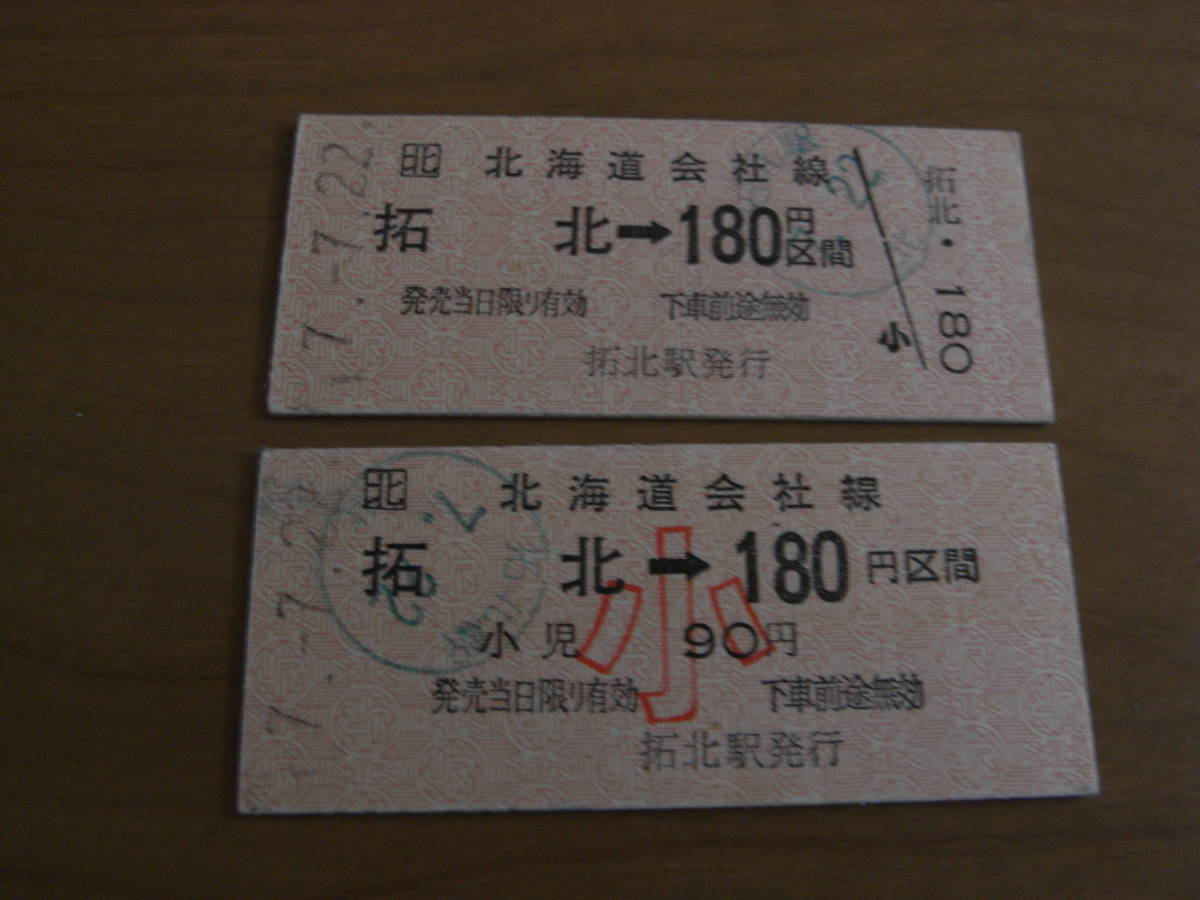 7.-7.22
北 北海道会社線
拓北➡180円区間
発売当日限り有効 下車前途無効
拓北駅発行
拓北・180
7.-7.2
北 北海道会社線
拓北➡180円区間
小
小児 90円
発売当日限り有効 下車前途無効
拓北駅発行